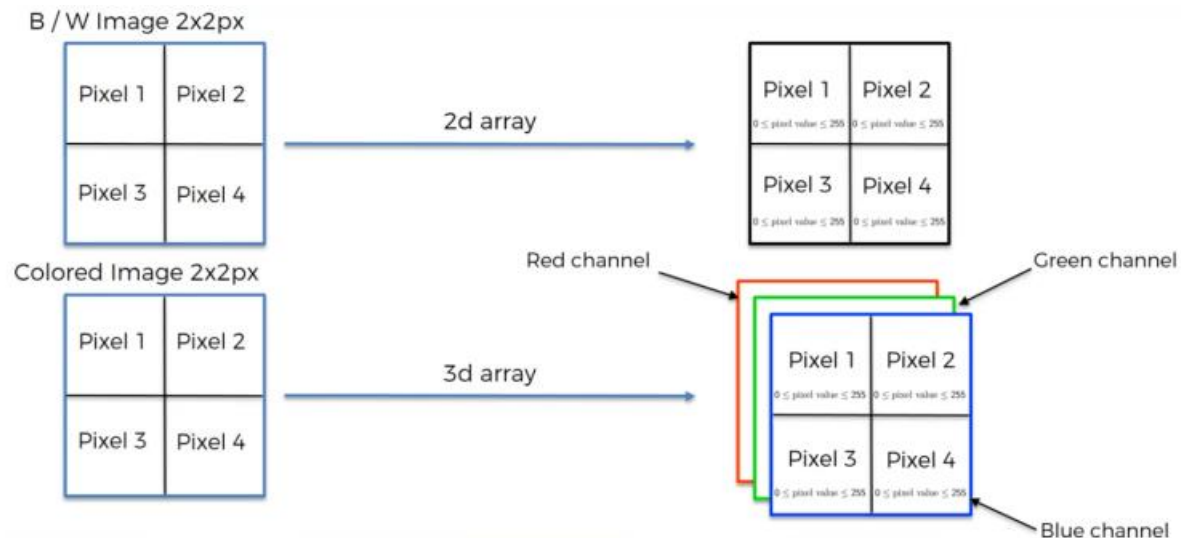 B / W Image 2x2px
Pixel 1 Pixel 2
Pixel 3 Pixel 4
2d array
Pixel 1 Pixel 2
0 ≤ pixel value ≤ 255 0 ≤ pixel value ≤ 255
Pixel 3 Pixel 4
0 ≤ pixel value ≤ 255 0 ≤ pixel value ≤ 255
Colored Image 2x2px
Pixel 1 Pixel 2
Pixel 3 Pixel 4
3d array
Red channel
Green channel
Pixel 1 Pixel 2
0 ≤ pixel value ≤ 255 0 ≤ pixel value ≤ 255
Pixel 3 Pixel 4
0 ≤ pixel value ≤ 255 0 ≤ pixel value ≤ 255
Blue channel